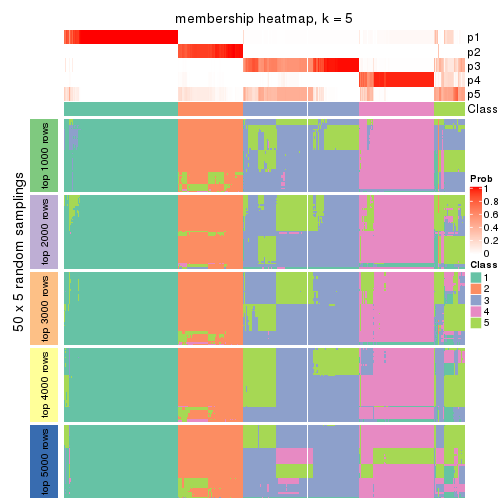 membership heatmap, k = 5
p1
p2
p3
p4
p5
Class
50 x 5 random samplings
top 1000 rows
top 2000 rows
top 3000 rows
top 4000 rows
top 5000 rows
Prob
1
0.8
0.6
0.4
0.2
0
Class
1
2
3
4
5